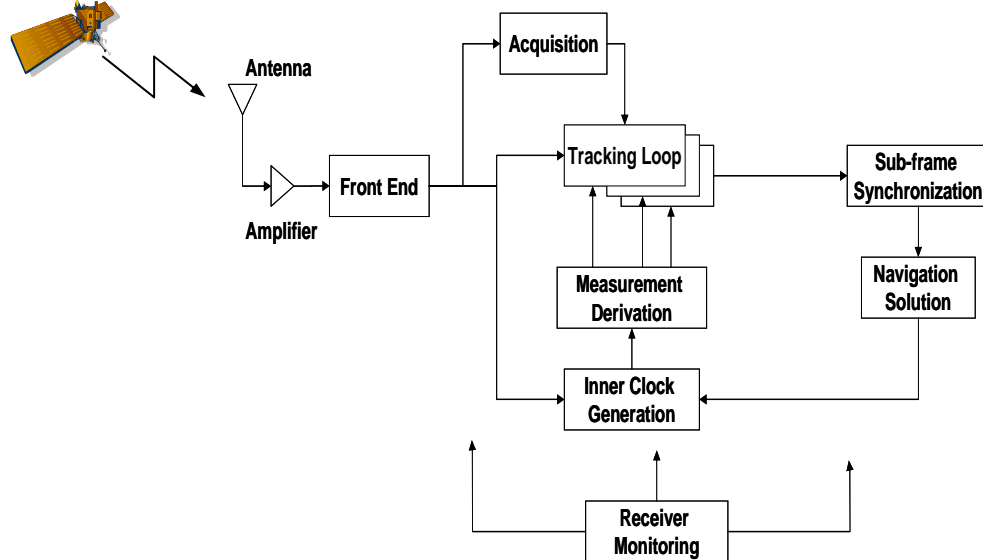 Acquisition
Antenna
Tracking Loop
Sub-frame
Synchronization
Front End
Amplifier
Measurement
Derivation
Navigation
Solution
Inner Clock
Generation
Receiver
Monitoring